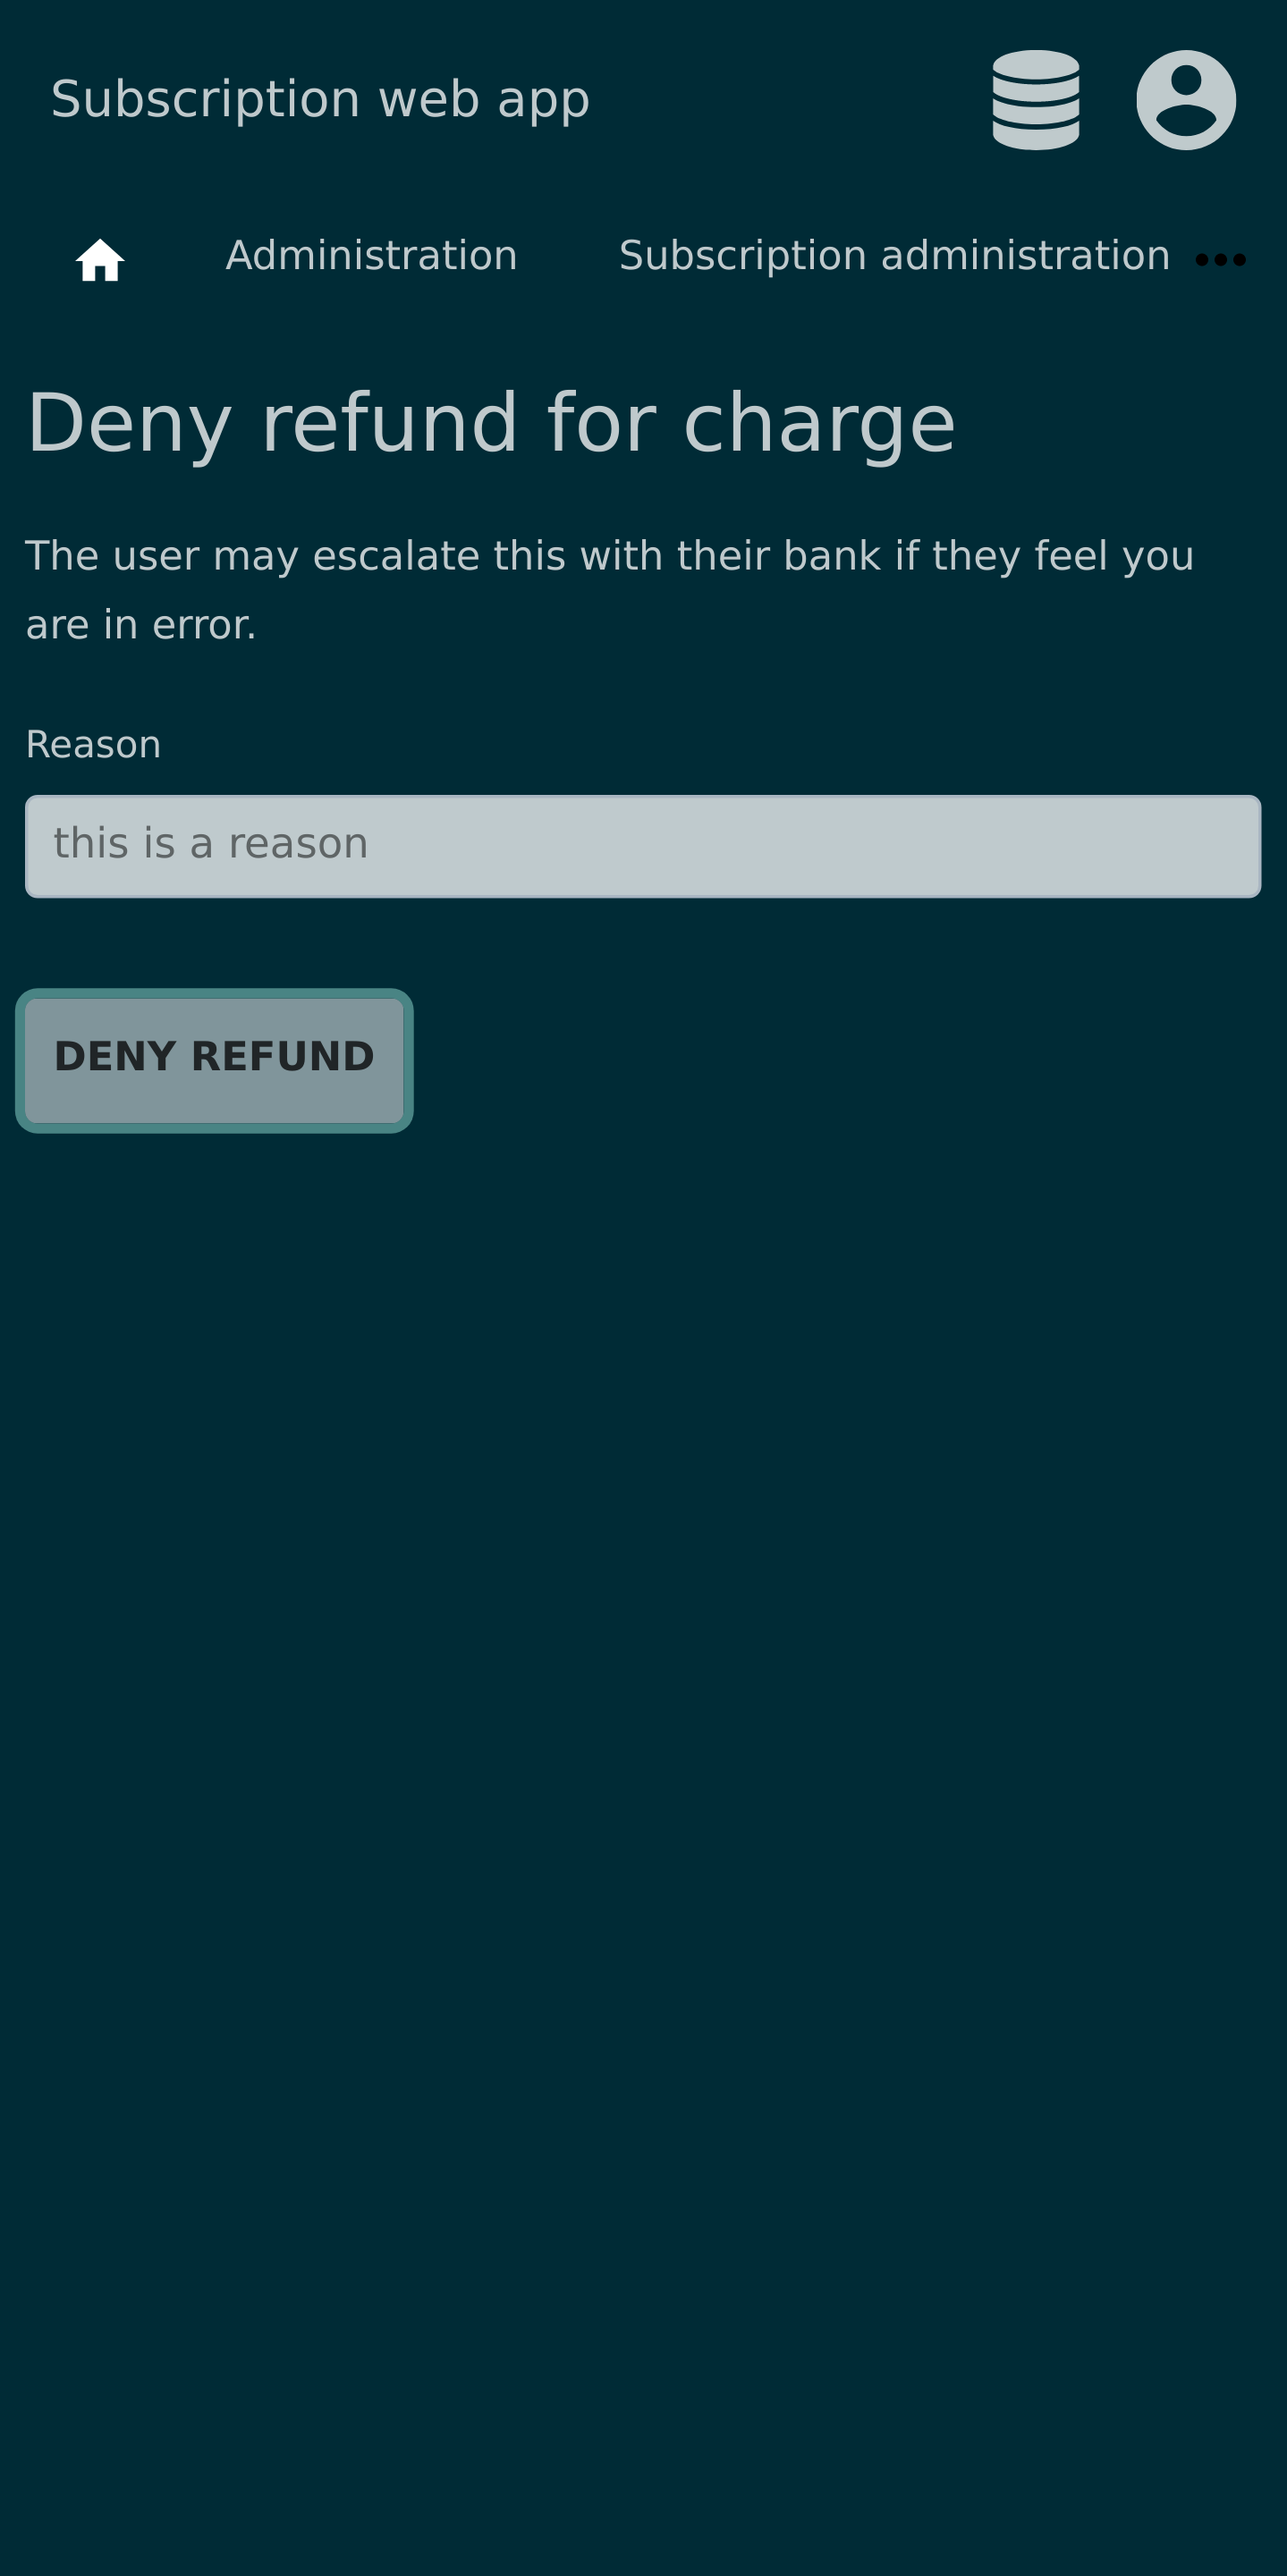 Subscription web app
Administration
Subscription administration
Deny refund for charge
The user may escalate this with their bank if they feel you
are in error.
Reason
this is a reason
DENY REFUND